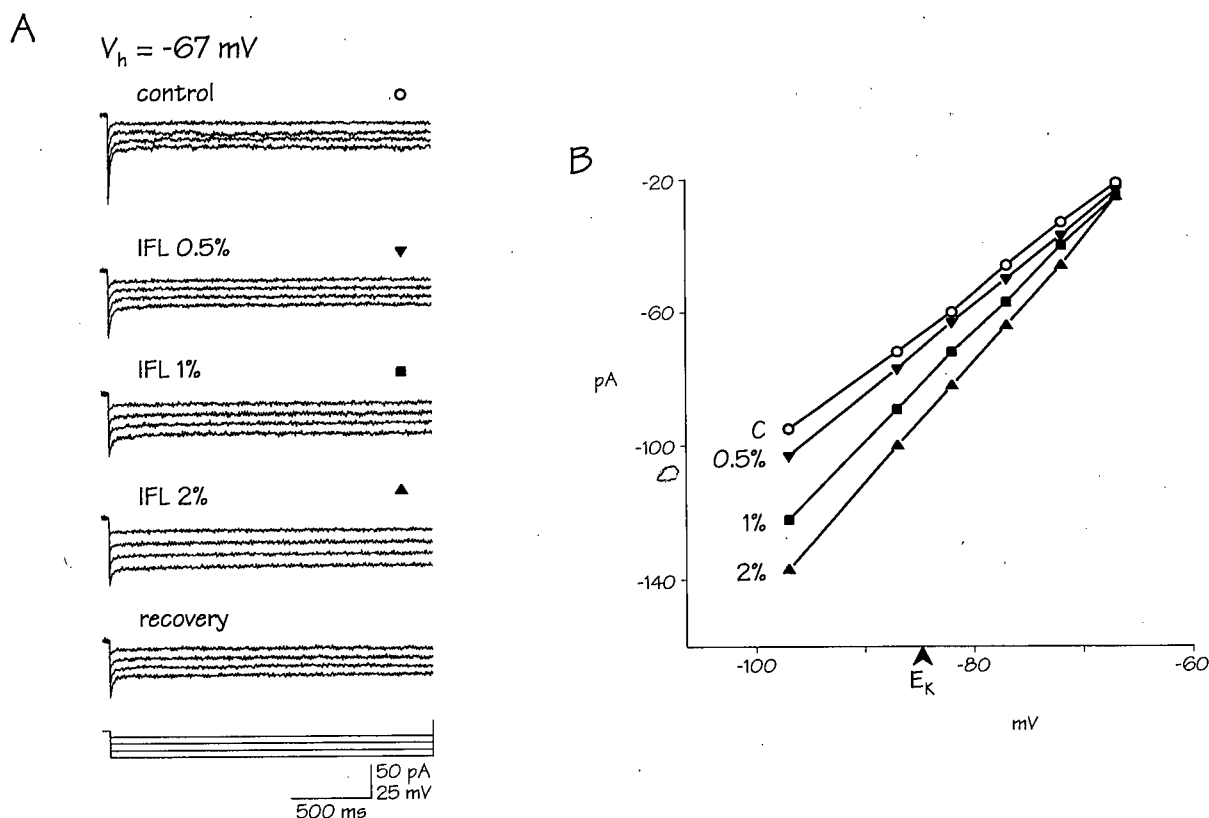 A
V_h = -67 mV
control
IFL 0.5%
IFL 1%
IFL 2%
recovery
50 pA
25 mV
500 ms
B
-20
-60
-100
-140
pA
C
0.5%
1%
2%
-100
-80
-60
E_K
mV